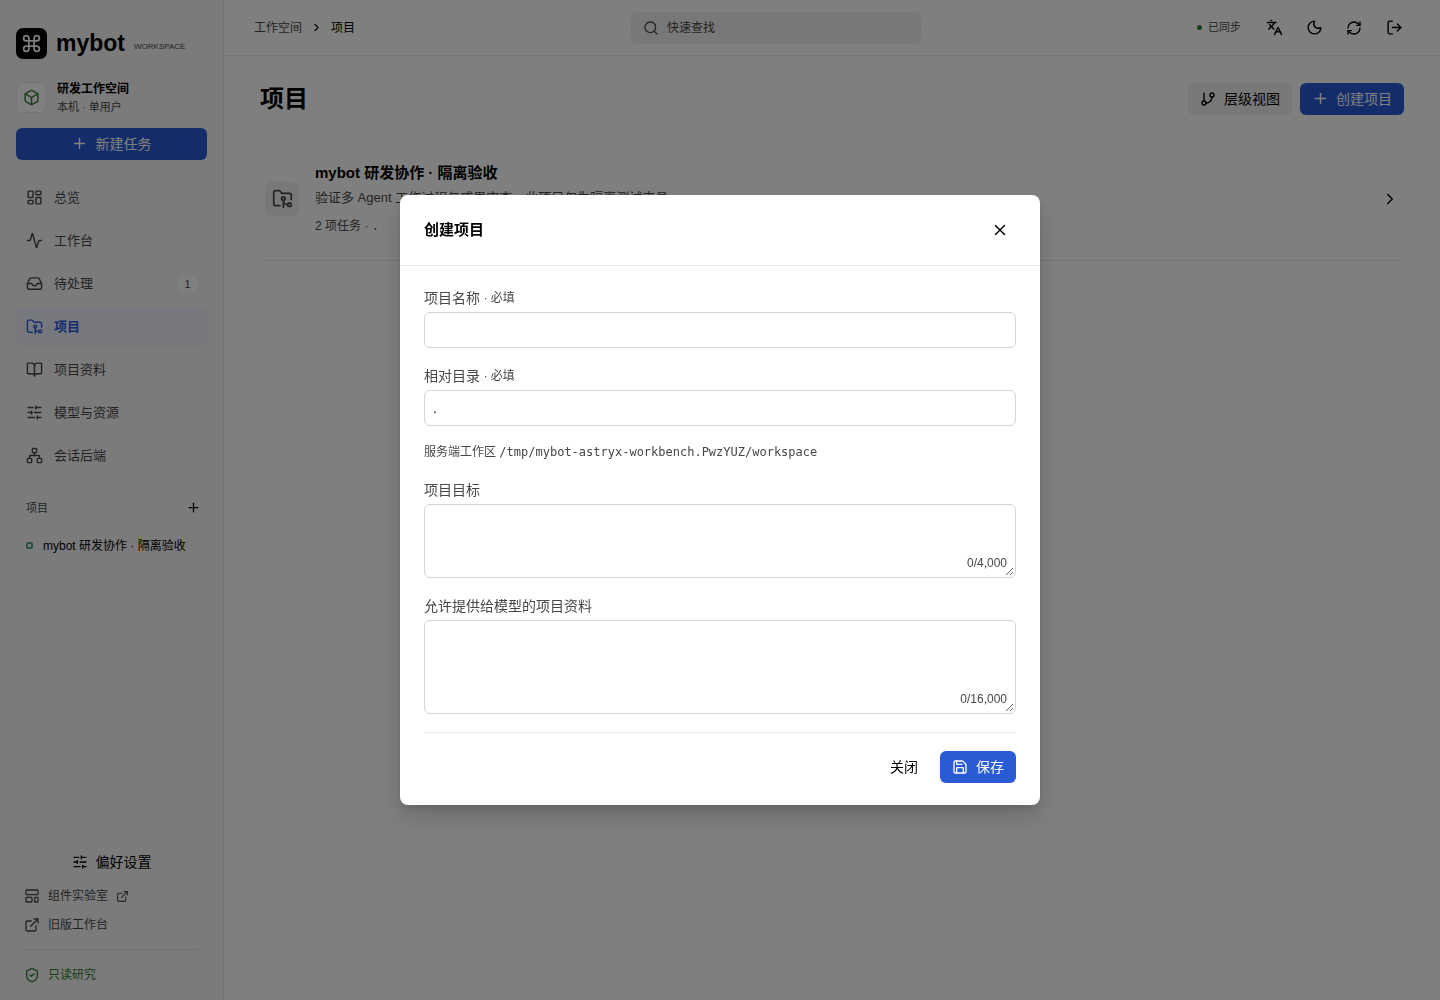 mybot WORKSPACE
研发工作空间
本机 · 单用户
新建任务
总览
工作台
待处理 1
项目
项目资料
模型与资源
会话后端
项目
mybot 研发协作 · 隔离验收
偏好设置
组件实验室
旧版工作台
只读研究
工作空间 > 项目
快速查找
已同步
项目
层级视图
创建项目
mybot 研发协作 · 隔离验收
验证多 Agent
2 项任务 · .
创建项目
项目名称 · 必填
相对目录 · 必填
.
服务端工作区 /tmp/mybot-astryx-workbench.PwzYUZ/workspace
项目目标
0/4,000
允许提供给模型的项目资料
0/16,000
关闭
保存